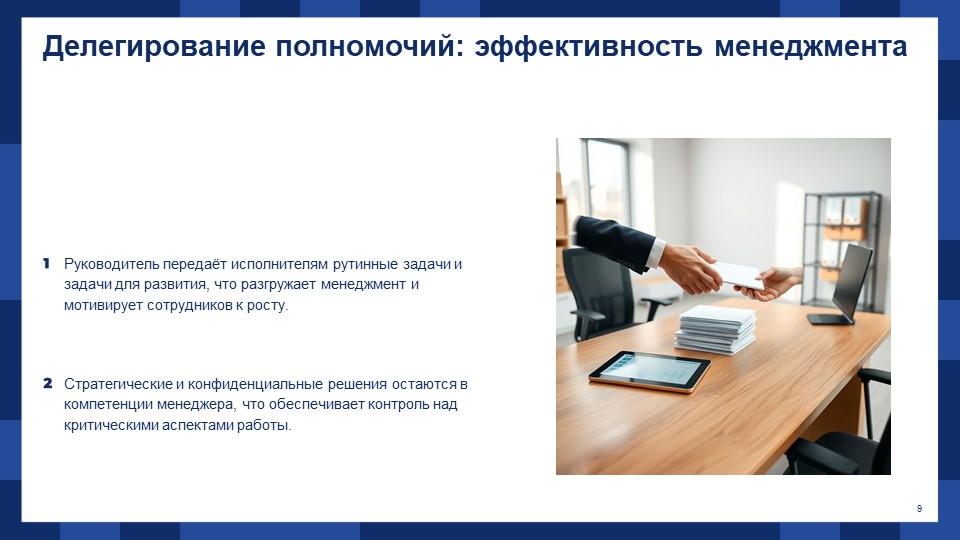 Делегирование полномочий: эффективность менеджмента
1 Руководитель передаёт исполнителям рутинные задачи и
задачи для развития, что разгружает менеджмент и
мотивирует сотрудников к росту.
2 Стратегические и конфиденциальные решения остаются в
компетенции менеджера, что обеспечивает контроль над
критическими аспектами работы.
9